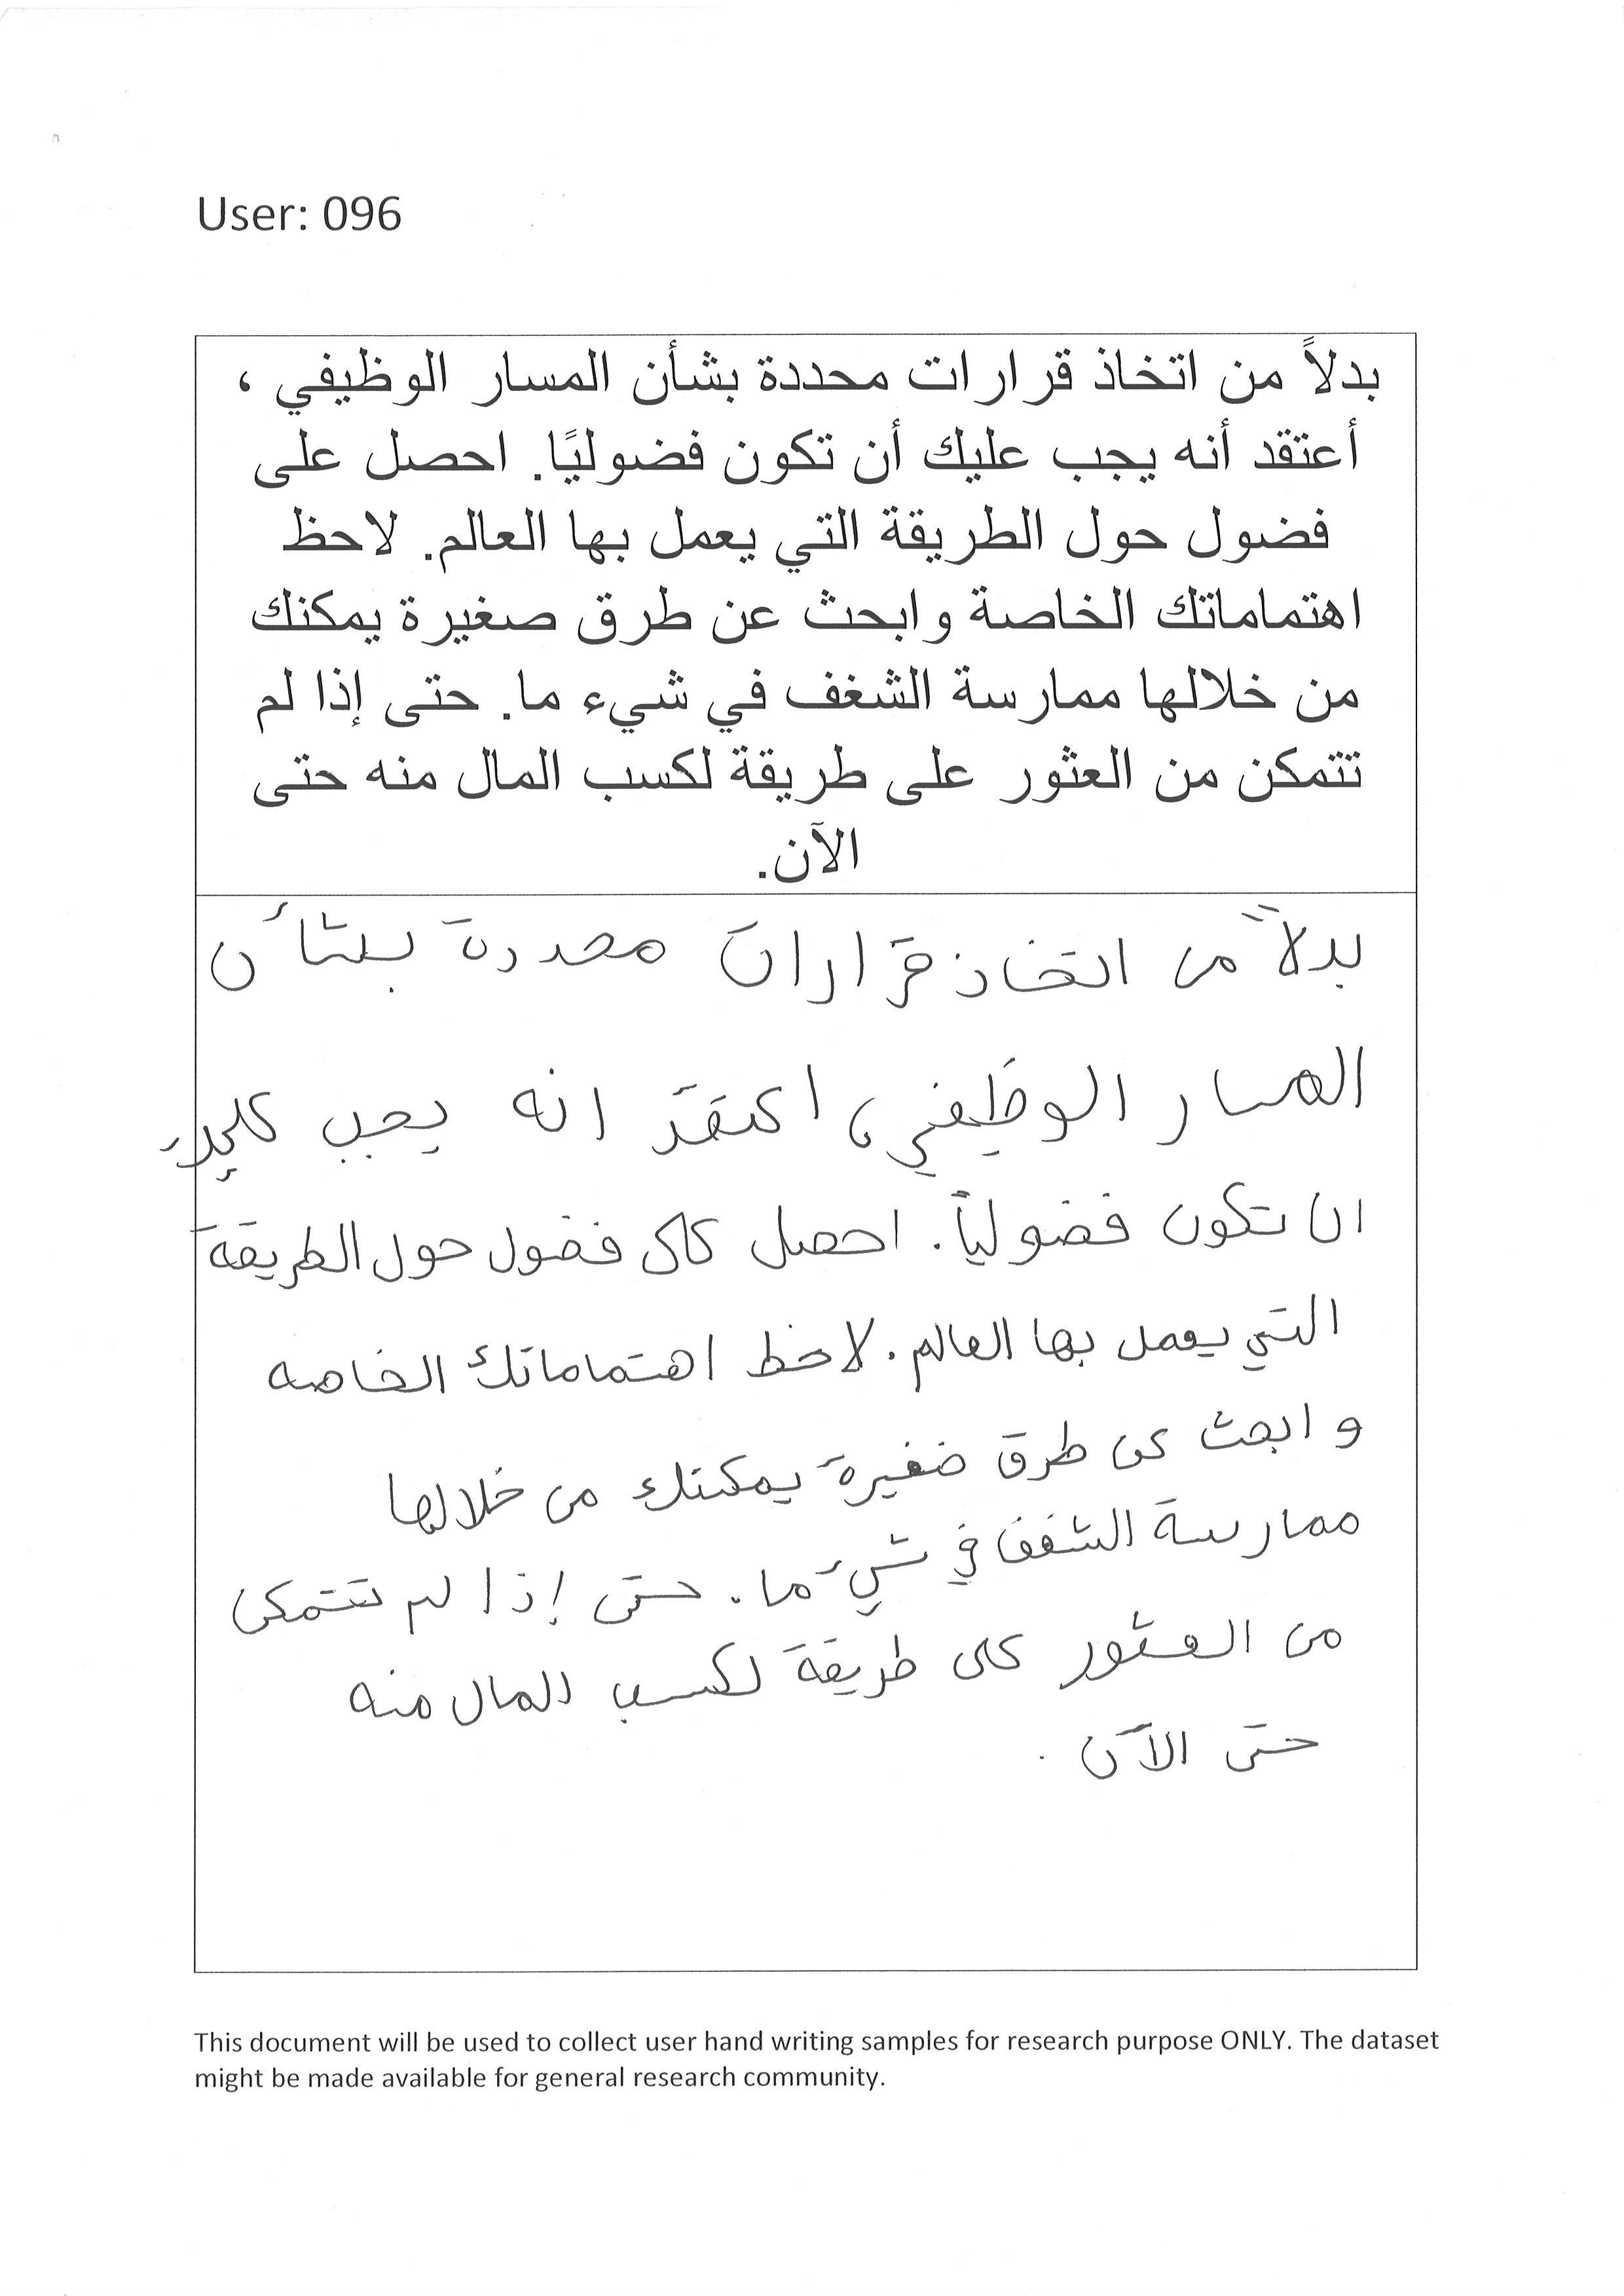 User: 096
بدلاً من اتخاذ قرارات محددة بشأن المسار الوظيفي ،
أعتقد أنه يجب عليك أن تكون فضوليًا. احصل على
فضول حول الطريقة التي يعمل بها العالم. لاحظ
اهتماماتك الخاصة وابحث عن طرق صغيرة يمكنك
من خلالها ممارسة الشغف في شيء ما. حتى إذا لم
تتمكن من العثور على طريقة لكسب المال منه حتى
الآن.
بدلاً من اتخاذ قرارات محددة بشأن
المسار الوظيفي، اعتقد انه يجب عليك
ان تكون فضولياً. احصل على فضول حول الطريقة
التي يعمل بها العالم. لاحظ اهتماماتك الخاصه
وابحث عن طرق ضغيرة يمكنك من خلالها
ممارسة الشغف في شيء ما. حتى إذا لم تتمكن
من العثور على طريقة لكسب المال منه
حتى الآن .
This document will be used to collect user hand writing samples for research purpose ONLY. The dataset
might be made available for general research community.